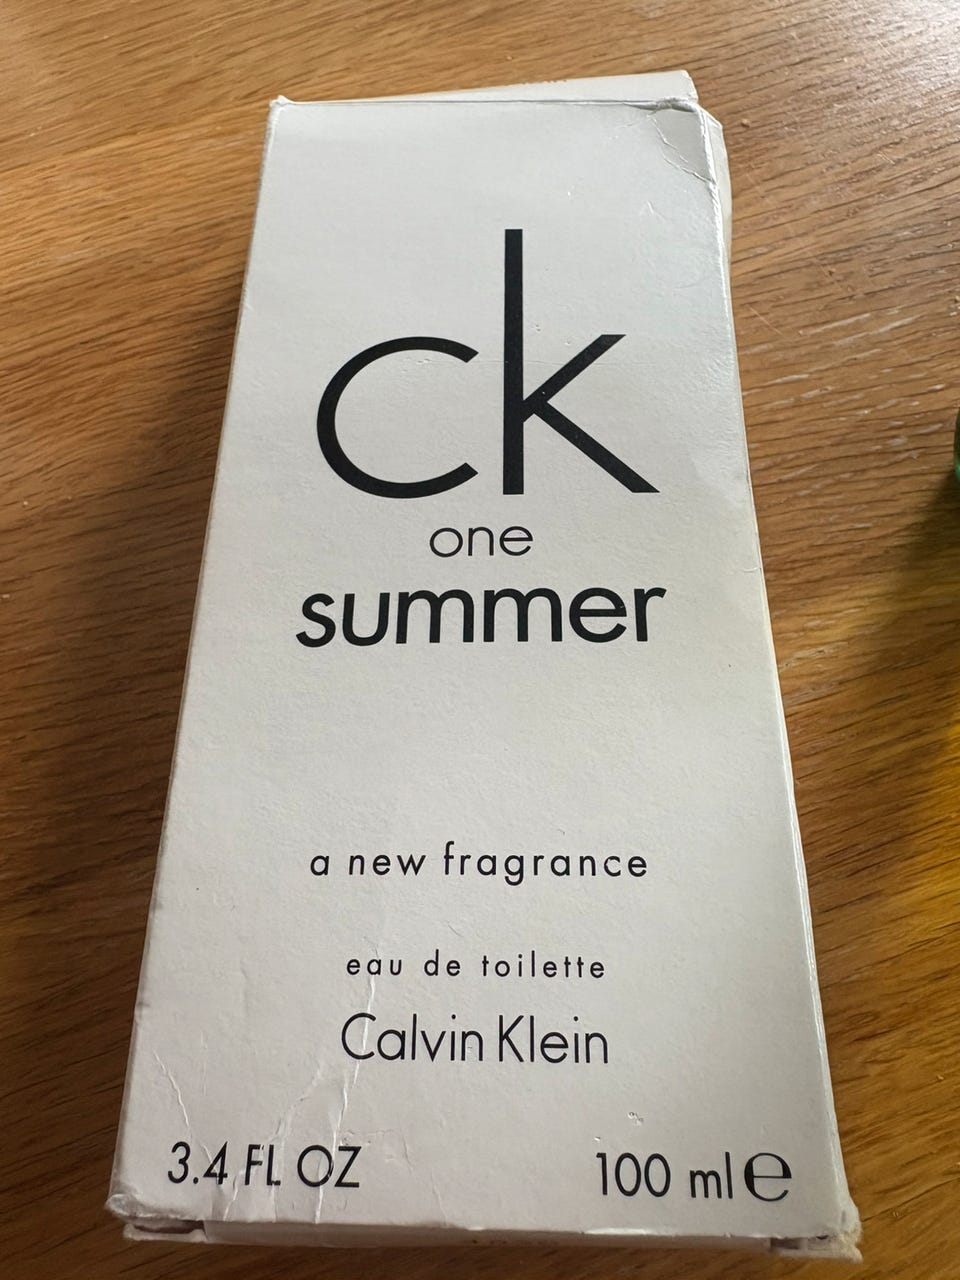 ck
one
summer
a new fragrance
eau de toilette
Calvin Klein
3.4 FL OZ 100 ml ℮